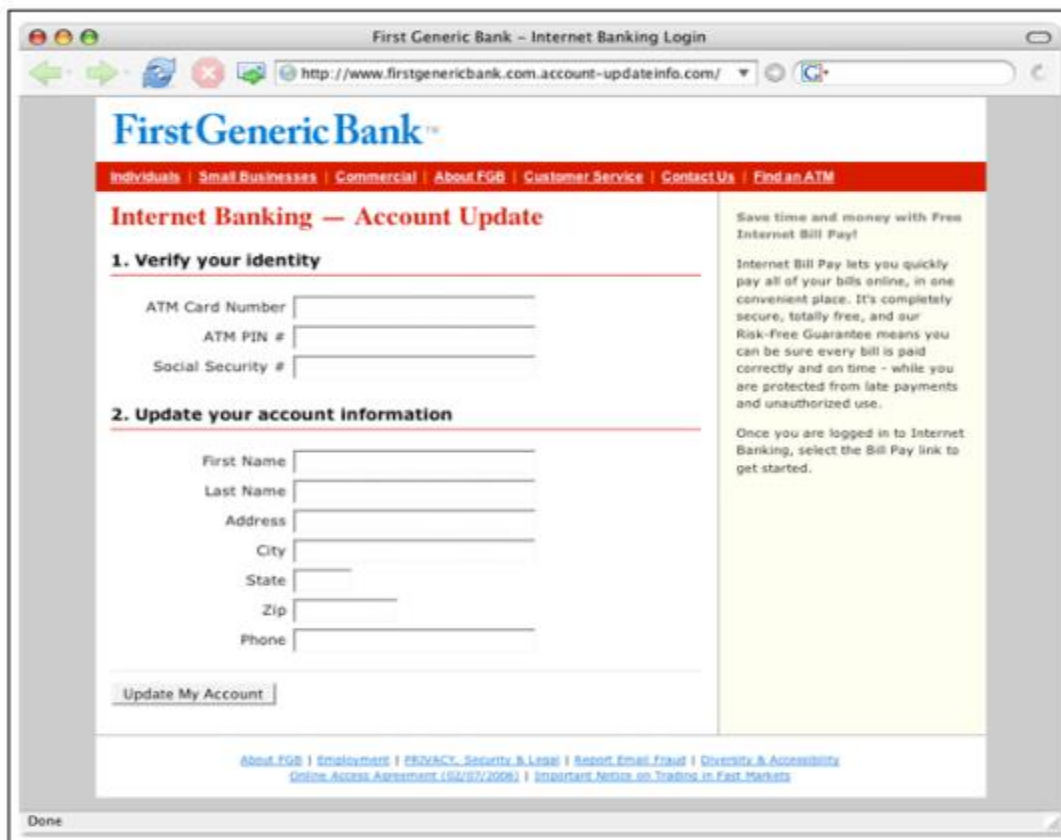 First Generic Bank – Internet Banking Login
http://www.firstgenericbank.com.account-updateinfo.com/
G
FirstGenericBank™
Individuals | Small Businesses | Commercial | About FGB | Customer Service | Contact Us | Find an ATM
Internet Banking — Account Update
1. Verify your identity
ATM Card Number
ATM PIN #
Social Security #
2. Update your account information
First Name
Last Name
Address
City
State
Zip
Phone
Update My Account
Save time and money with Free
Internet Bill Pay!
Internet Bill Pay lets you quickly
pay all of your bills online, in one
convenient place. It's completely
secure, totally free, and our
Risk-Free Guarantee means you
can be sure every bill is paid
correctly and on time - while you
are protected from late payments
and unauthorized use.
Once you are logged in to Internet
Banking, select the Bill Pay link to
get started.
About FGB | Employment | PRIVACY, Security & Legal | Report Email Fraud | Diversity & Accessibility
Online Access Agreement (02/07/2006) | Important Notice on Trading in Fast Markets
Done